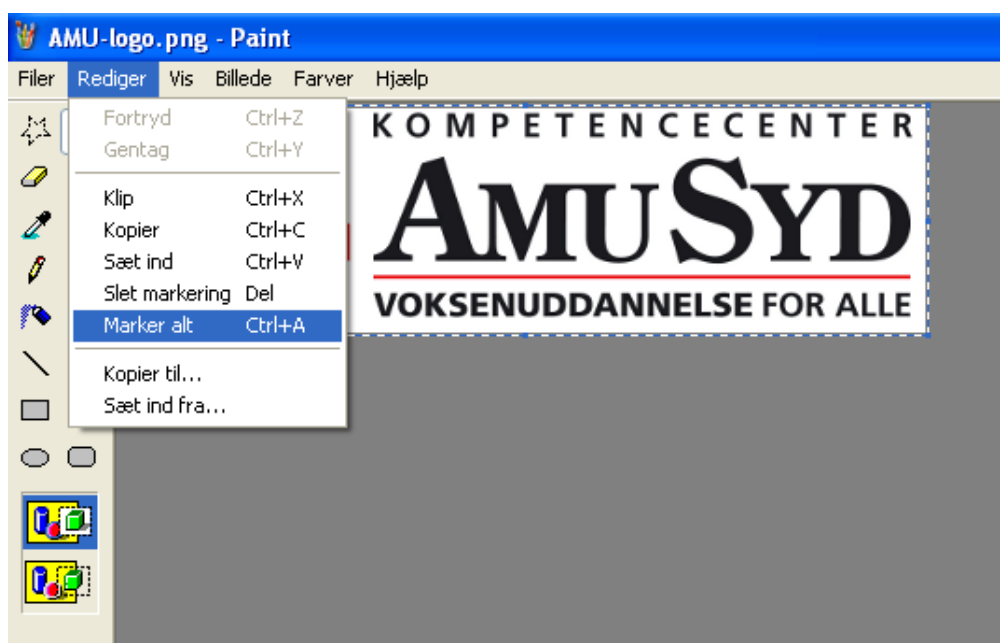 AMU-logo.png - Paint
Filer Rediger Vis Billede Farver Hjælp
Fortryd Ctrl+Z
Gentag Ctrl+Y
Klip Ctrl+X
Kopier Ctrl+C
Sæt ind Ctrl+V
Slet markering Del
Marker alt Ctrl+A
Kopier til...
Sæt ind fra...
KOMPETENCECENTER
AMUSYD
VOKSENUDDANNELSE FOR ALLE